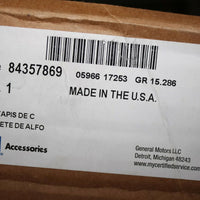 84357869
05966 17253 GR 15.286
1 MADE IN THE U.S.A.
TAPIS DE C
ETE DE ALFO
Accessories
General Motors LLC
Detroit, Michigan 48243
www.mycertifiedservice.com